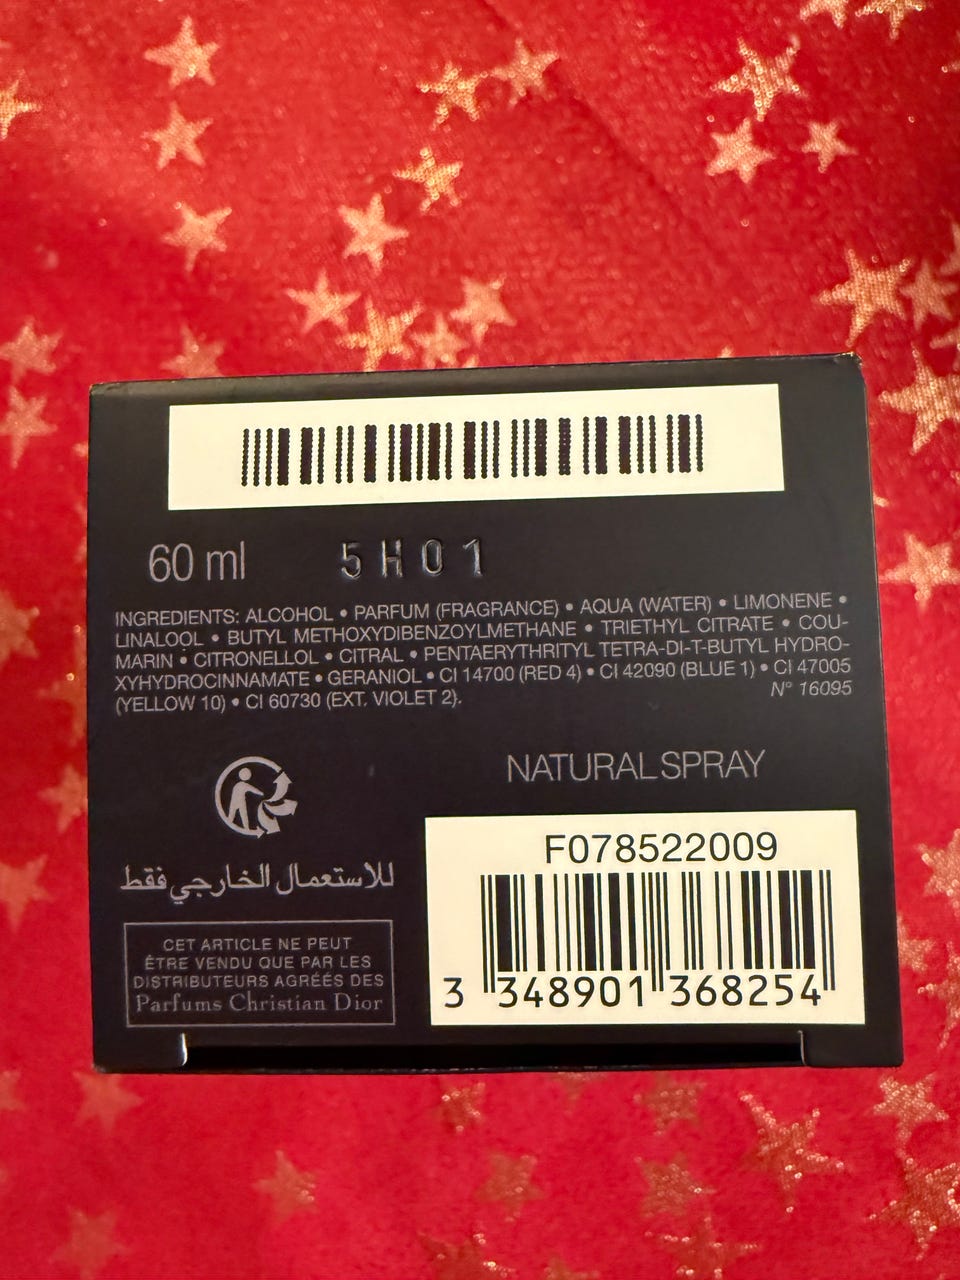 60 ml 5H01
INGREDIENTS: ALCOHOL • PARFUM (FRAGRANCE) • AQUA (WATER) • LIMONENE •
LINALOOL • BUTYL METHOXYDIBENZOYLMETHANE • TRIETHYL CITRATE • COU-
MARIN • CITRONELLOL • CITRAL • PENTAERYTHRITYL TETRA-DI-T-BUTYL HYDRO-
XYHYDROCINNAMATE • GERANIOL • CI 14700 (RED 4) • CI 42090 (BLUE 1) • CI 47005
(YELLOW 10) • CI 60730 (EXT. VIOLET 2). N° 16095
NATURAL SPRAY
للاستعمال الخارجي فقط
CET ARTICLE NE PEUT
ÊTRE VENDU QUE PAR LES
DISTRIBUTEURS AGRÉÉS DES
Parfums Christian Dior
F078522009
3 348901 368254